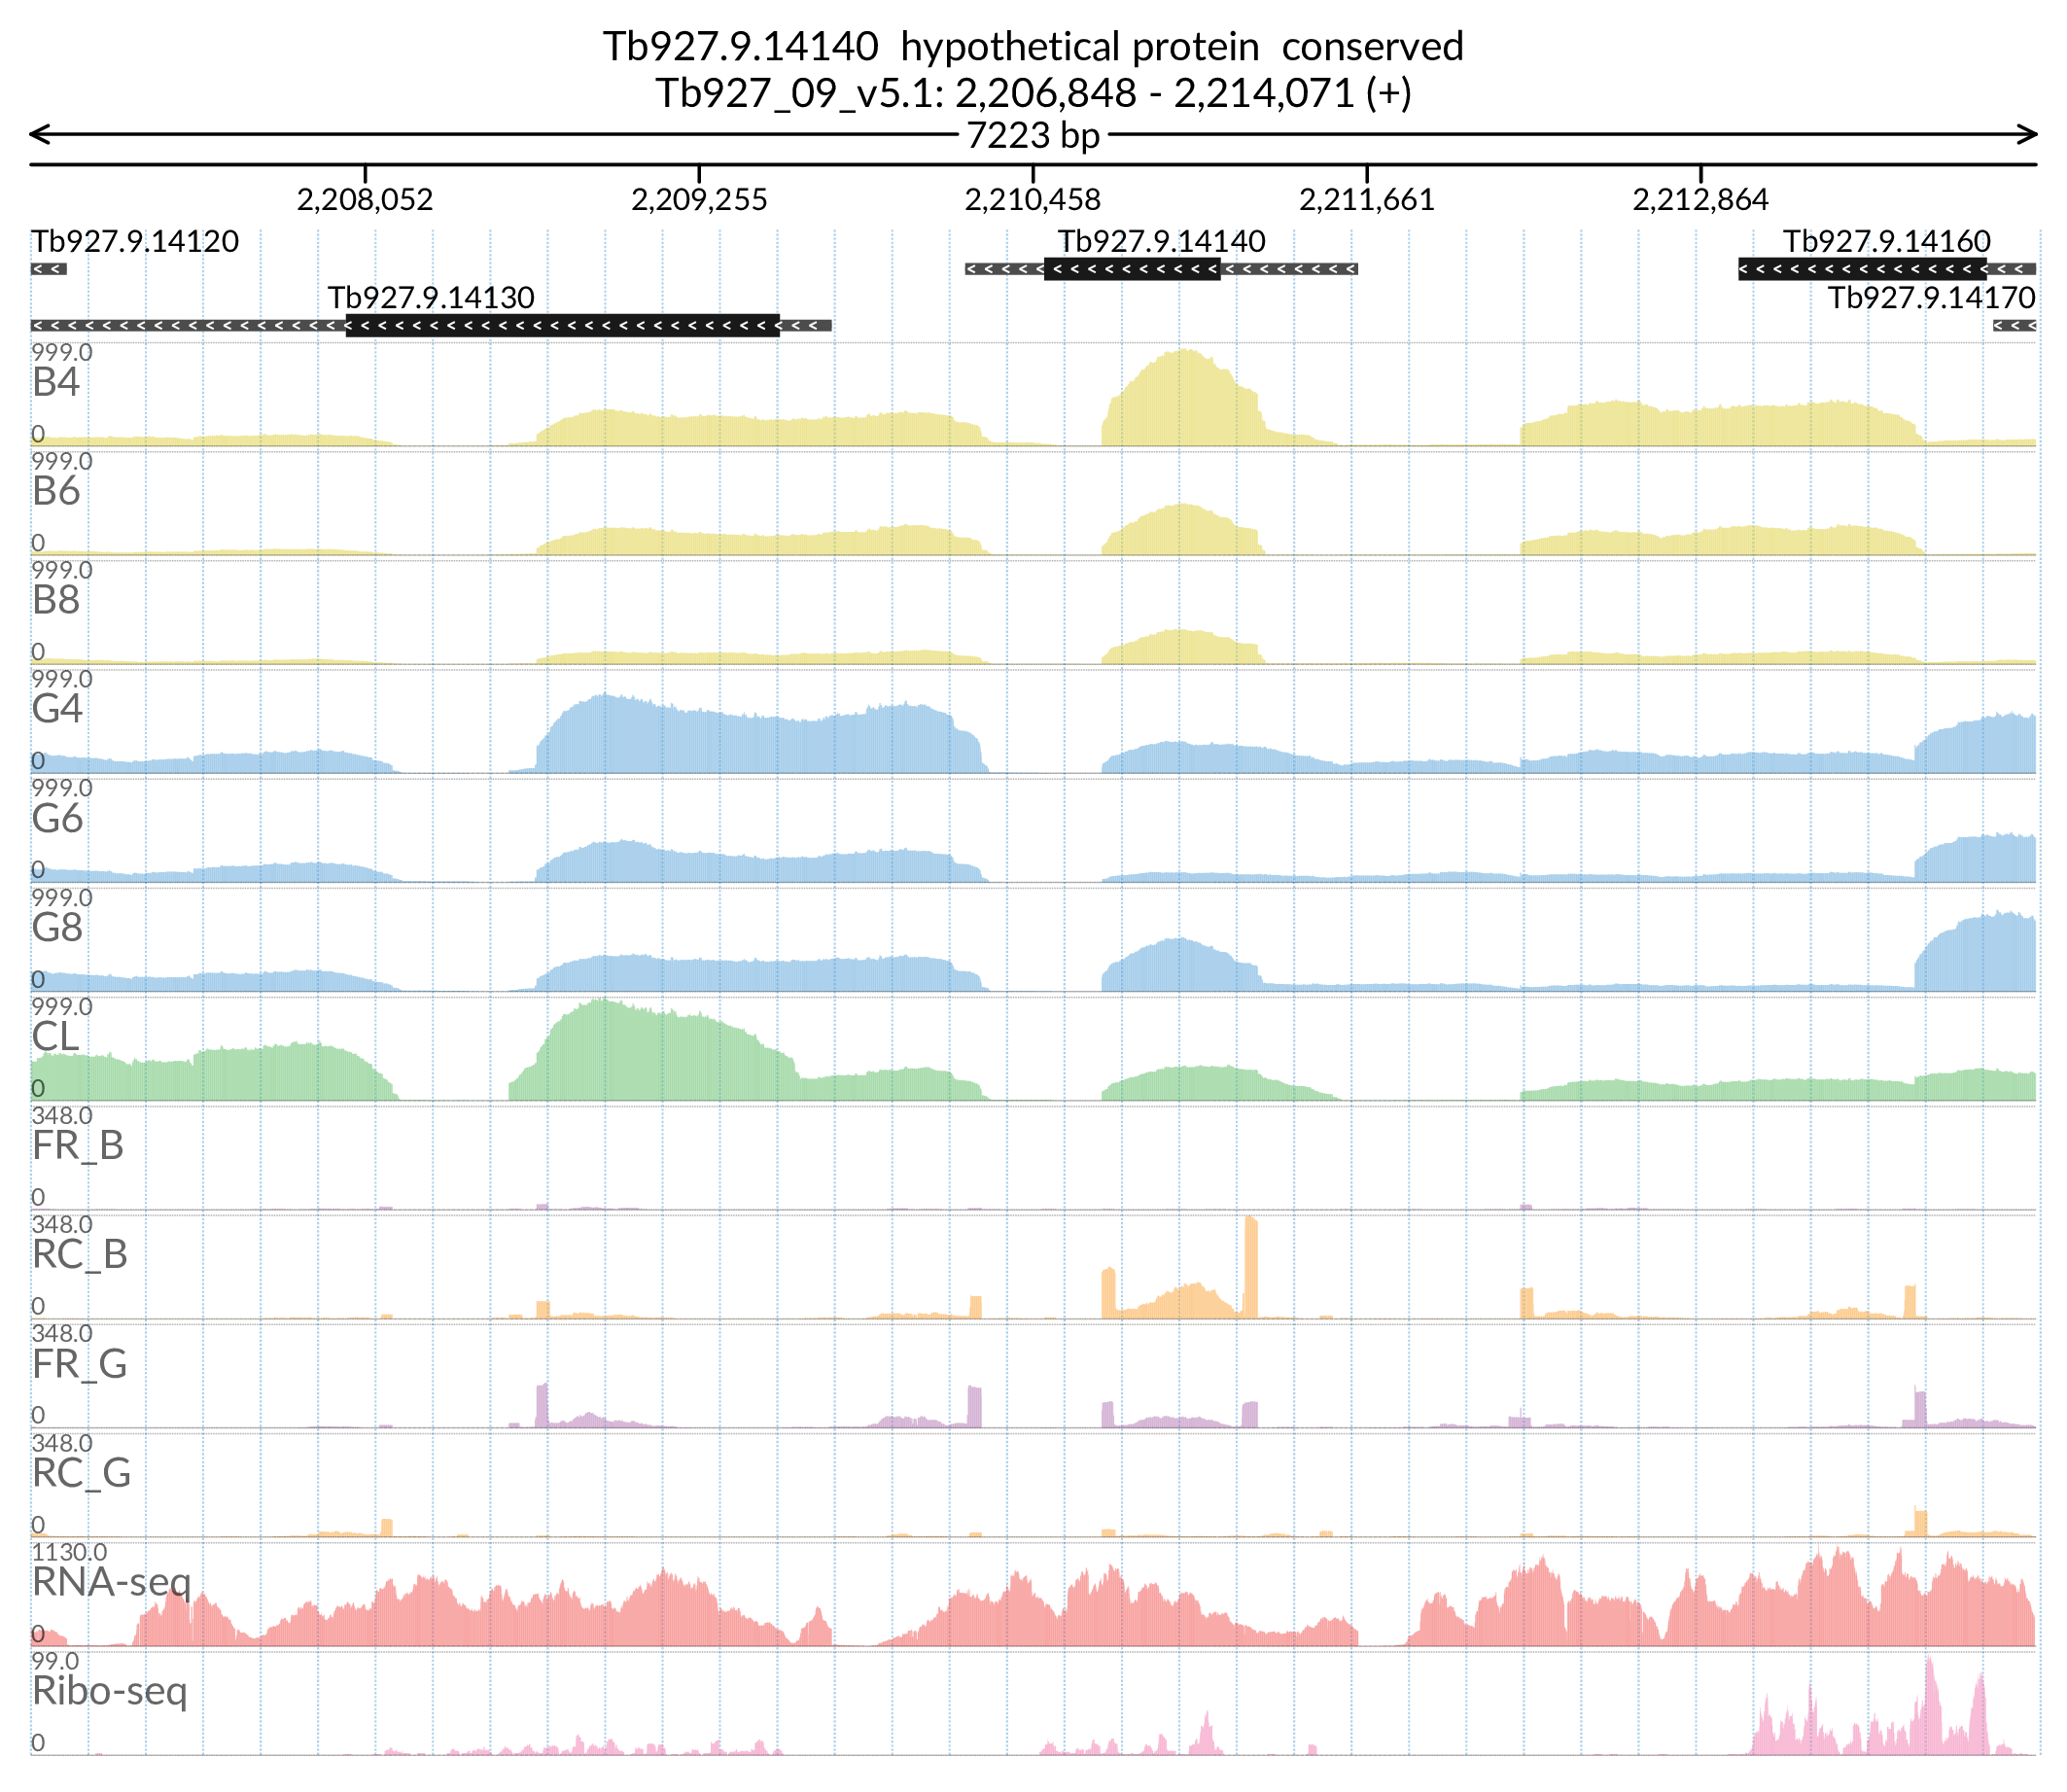 Tb927.9.14140 hypothetical protein conserved
Tb927_09_v5.1: 2,206,848 - 2,214,071 (+)
7223 bp
2,208,052 2,209,255 2,210,458 2,211,661 2,212,864
Tb927.9.14120 Tb927.9.14140 Tb927.9.14160
Tb927.9.14130 Tb927.9.14170
999.0
B4
0
999.0
B6
0
999.0
B8
0
999.0
G4
0
999.0
G6
0
999.0
G8
0
999.0
CL
0
348.0
FR_B
0
348.0
RC_B
0
348.0
FR_G
0
348.0
RC_G
0
1130.0
RNA-seq
0
99.0
Ribo-seq
0